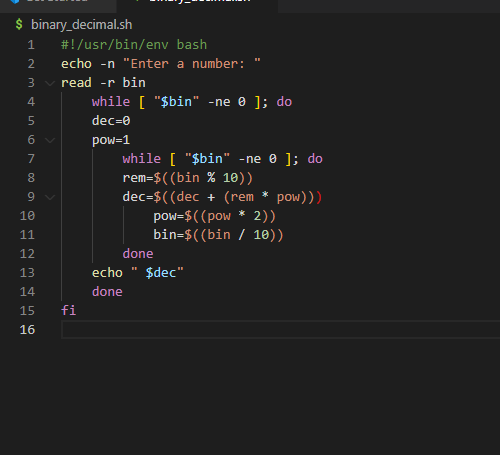 binary_decimal.sh
$ binary_decimal.sh
1 #!/usr/bin/env bash
2 echo -n "Enter a number: "
3 read -r bin
4 while [ "$bin" -ne 0 ]; do
5 dec=0
6 pow=1
7 while [ "$bin" -ne 0 ]; do
8 rem=$((bin % 10))
9 dec=$((dec + (rem * pow)))
10 pow=$((pow * 2))
11 bin=$((bin / 10))
12 done
13 echo " $dec"
14 done
15 fi
16